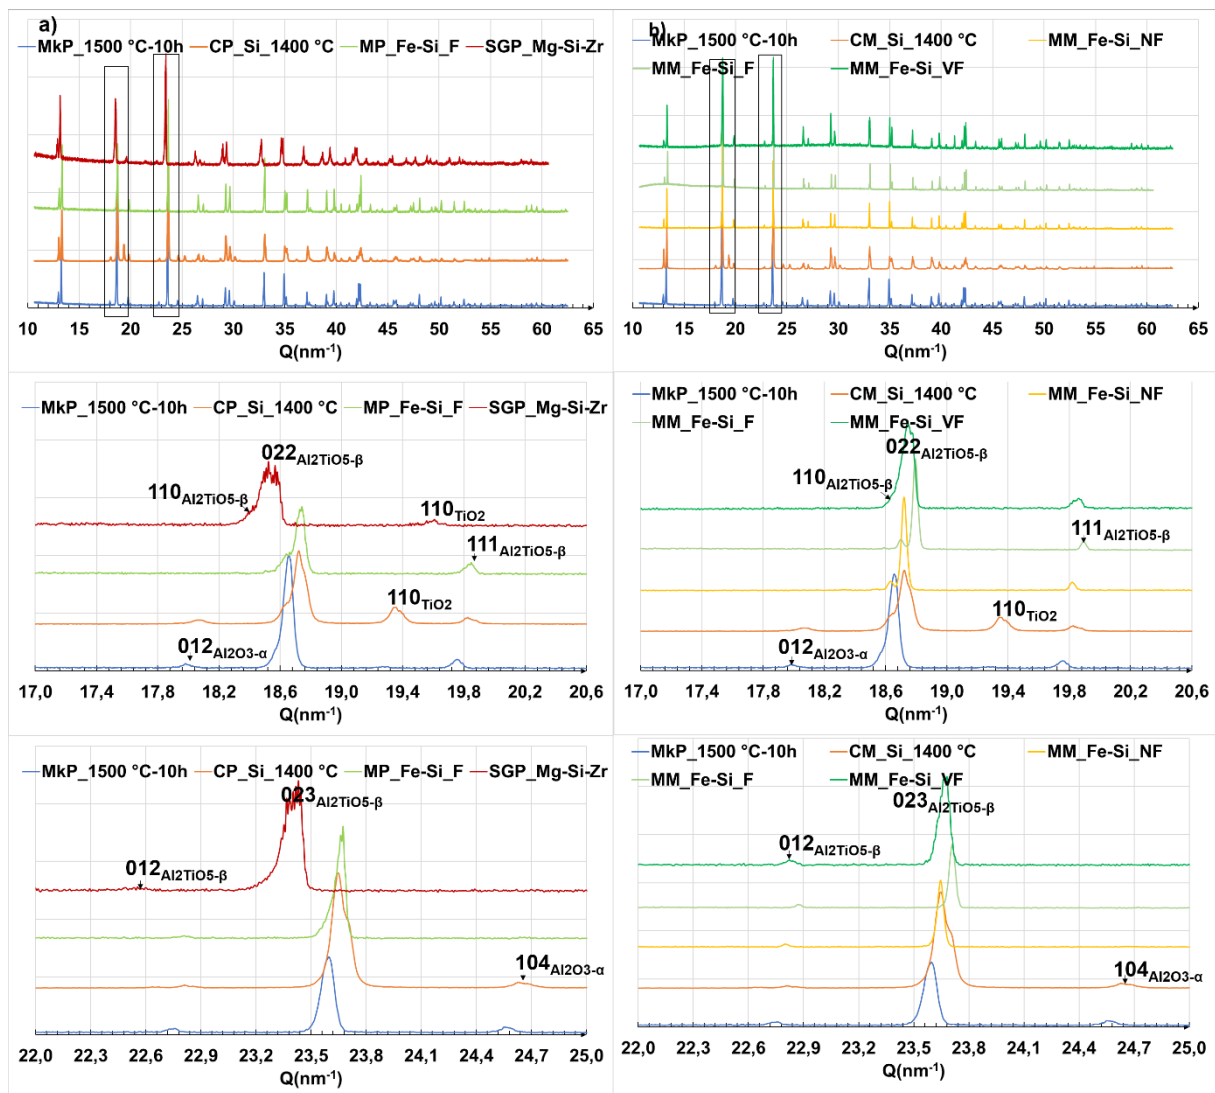 a)
MkP_1500 °C-10h CP_Si_1400 °C MP_Fe-Si_F SGP_Mg-Si-Zr
10 15 20 25 30 35 40 45 50 55 60 65
Q(nm-1)
b)
MkP_1500 °C-10h CM_Si_1400 °C MM_Fe-Si_NF
MM_Fe-Si_F MM_Fe-Si_VF
10 15 20 25 30 35 40 45 50 55 60 65
Q(nm-1)
MkP_1500 °C-10h CP_Si_1400 °C MP_Fe-Si_F SGP_Mg-Si-Zr
022Al2TiO5-β
110Al2TiO5-β
110TiO2
111Al2TiO5-β
110TiO2
012Al2O3-α
17,0 17,4 17,8 18,2 18,6 19,0 19,4 19,8 20,2 20,6
Q(nm-1)
MkP_1500 °C-10h CM_Si_1400 °C MM_Fe-Si_NF
MM_Fe-Si_F MM_Fe-Si_VF
022Al2TiO5-β
110Al2TiO5-β
111Al2TiO5-β
110TiO2
012Al2O3-α
17,0 17,4 17,8 18,2 18,6 19,0 19,4 19,8 20,2 20,6
Q(nm-1)
MkP_1500 °C-10h CP_Si_1400 °C MP_Fe-Si_F SGP_Mg-Si-Zr
023Al2TiO5-β
012Al2TiO5-β
104Al2O3-α
22,0 22,3 22,6 22,9 23,2 23,5 23,8 24,1 24,4 24,7 25,0
Q(nm-1)
MkP_1500 °C-10h CM_Si_1400 °C MM_Fe-Si_NF
MM_Fe-Si_F MM_Fe-Si_VF
023Al2TiO5-β
012Al2TiO5-β
104Al2O3-α
22,0 22,3 22,6 22,9 23,2 23,5 23,8 24,1 24,4 24,7 25,0
Q(nm-1)